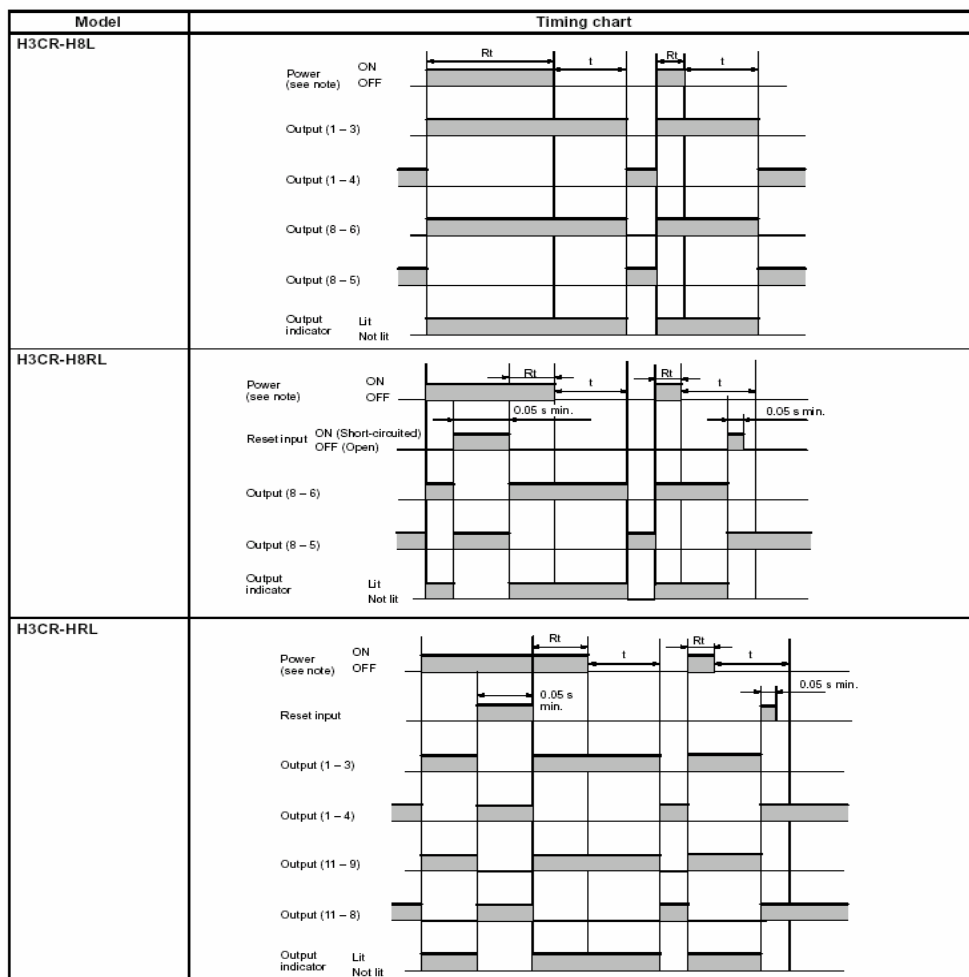 Model Timing chart
H3CR-H8L
Rt t Rt t
Power (see note) ON OFF
Output (1 – 3)
Output (1 – 4)
Output (8 – 6)
Output (8 – 5)
Output indicator Lit Not lit
H3CR-H8RL
Rt t Rt t
Power (see note) ON OFF
0.05 s min. 0.05 s min.
Reset input ON (Short-circuited) OFF (Open)
Output (8 – 6)
Output (8 – 5)
Output indicator Lit Not lit
H3CR-HRL
Rt t Rt t
Power (see note) ON OFF
0.05 s min. 0.05 s min.
Reset input
Output (1 – 3)
Output (1 – 4)
Output (11 – 9)
Output (11 – 8)
Output indicator Lit Not lit